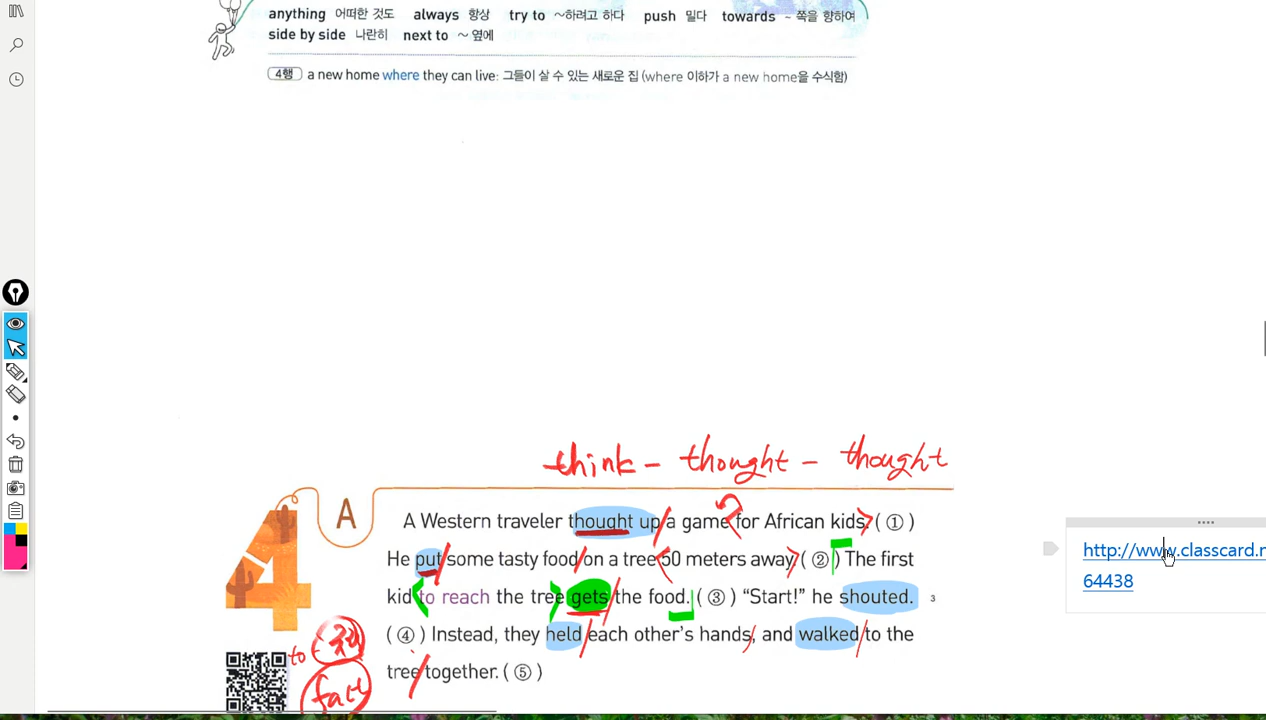 anything 어떠한 것도 always 항상 try to ~하려고 하다 push 밀다 towards ~ 쪽을 향하여
side by side 나란히 next to ~ 옆에
4행 a new home where they can live: 그들이 살 수 있는 새로운 집 (where 이하가 a new home을 수식함)
think - thought - thought
4 A
A Western traveler thought up a game for African kids. ( ① )
He put some tasty food on a tree 50 meters away. ( ② ) The first
kid to reach the tree gets the food. ( ③ ) “Start!” he shouted. 3
( ④ ) Instead, they held each other’s hands, and walked to the
tree together. ( ⑤ )
to
fact
http://www.classcard.n
64438